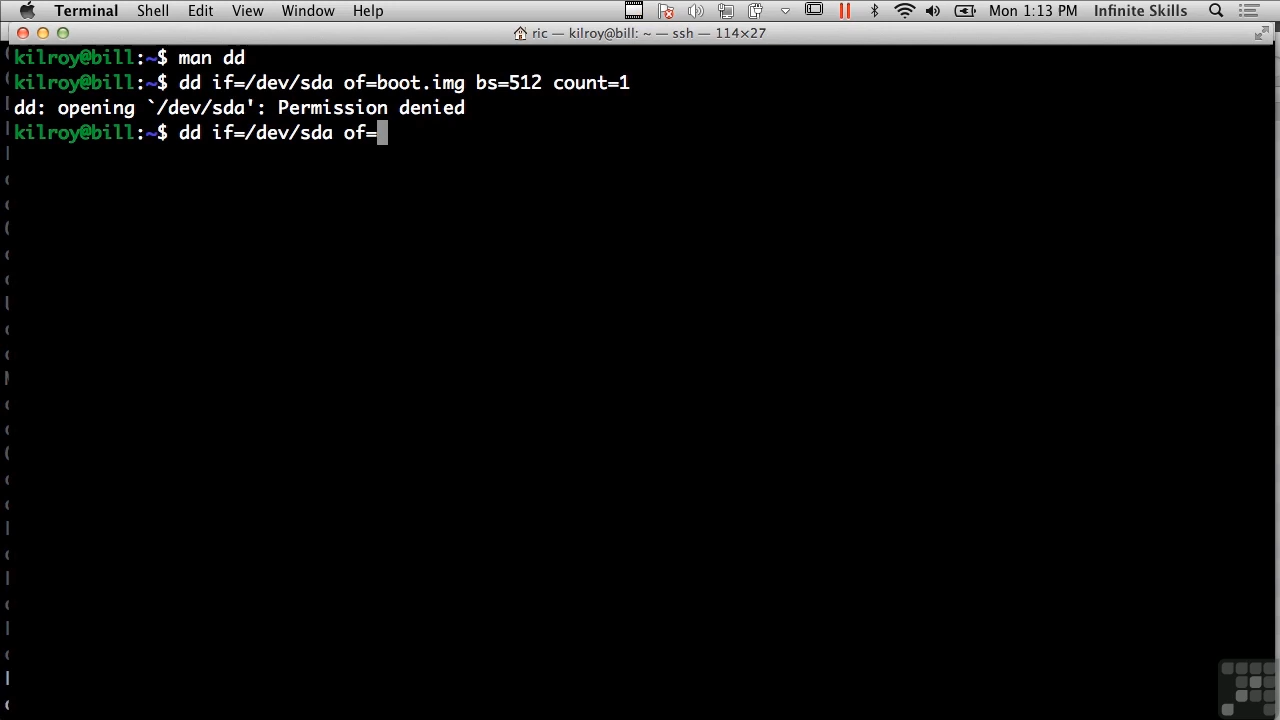 Terminal Shell Edit View Window Help Mon 1:13 PM Infinite Skills
ric — kilroy@bill: ~ — ssh — 114×27
kilroy@bill:~$ man dd
kilroy@bill:~$ dd if=/dev/sda of=boot.img bs=512 count=1
dd: opening `/dev/sda': Permission denied
kilroy@bill:~$ dd if=/dev/sda of=